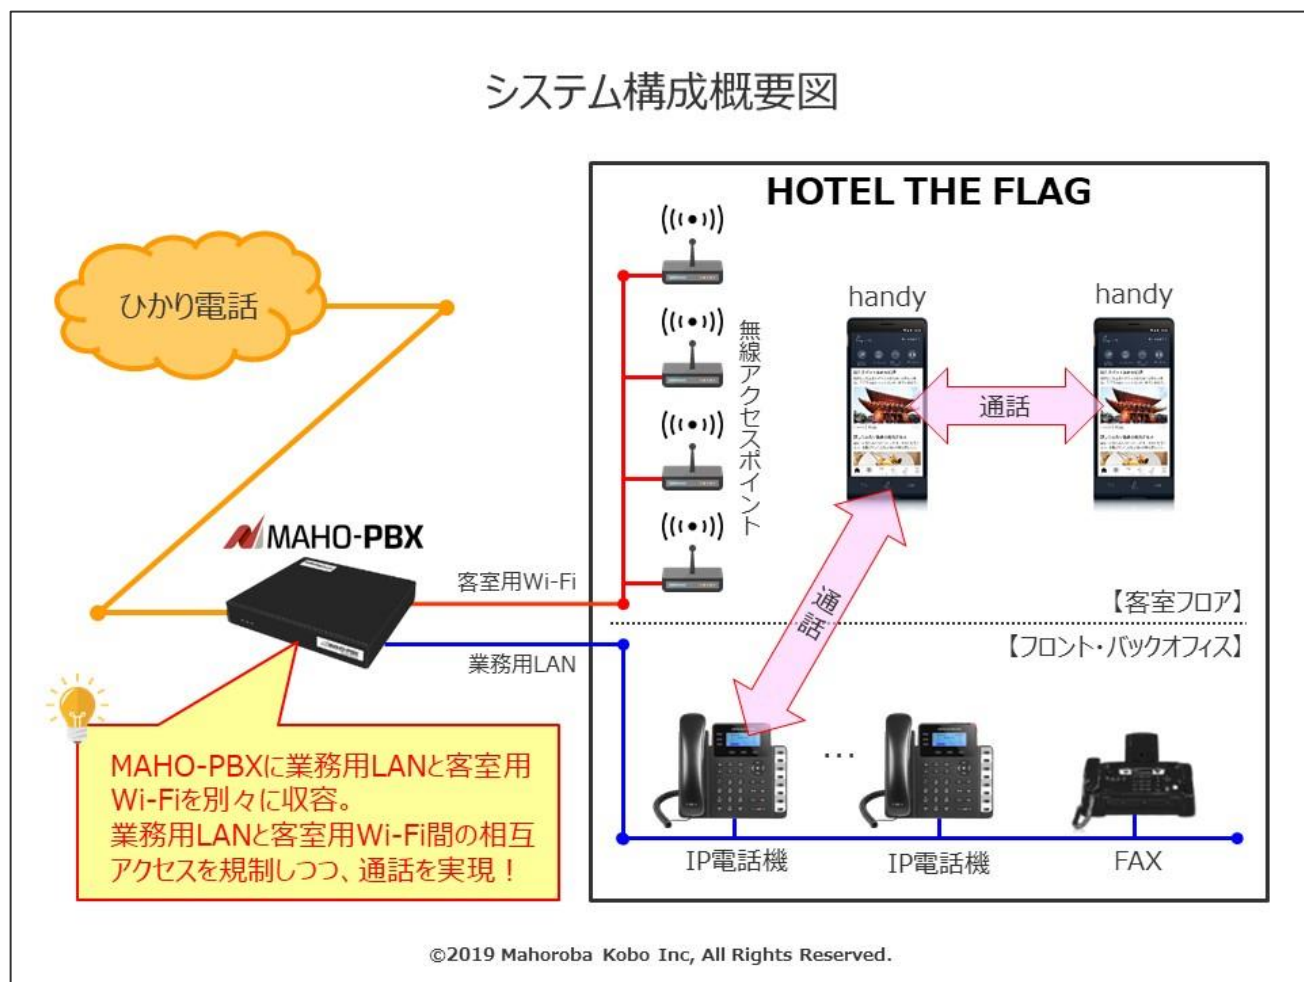 システム構成概要図
HOTEL THE FLAG
ひかり電話
無線アクセスポイント
handy
handy
通話
MAHO-PBX
客室用Wi-Fi
業務用LAN
通話
【客室フロア】
【フロント・バックオフィス】
MAHO-PBXに業務用LANと客室用
Wi-Fiを別々に収容。
業務用LANと客室用Wi-Fi間の相互
アクセスを規制しつつ、通話を実現！
…
IP電話機
IP電話機
FAX
©2019 Mahoroba Kobo Inc, All Rights Reserved.